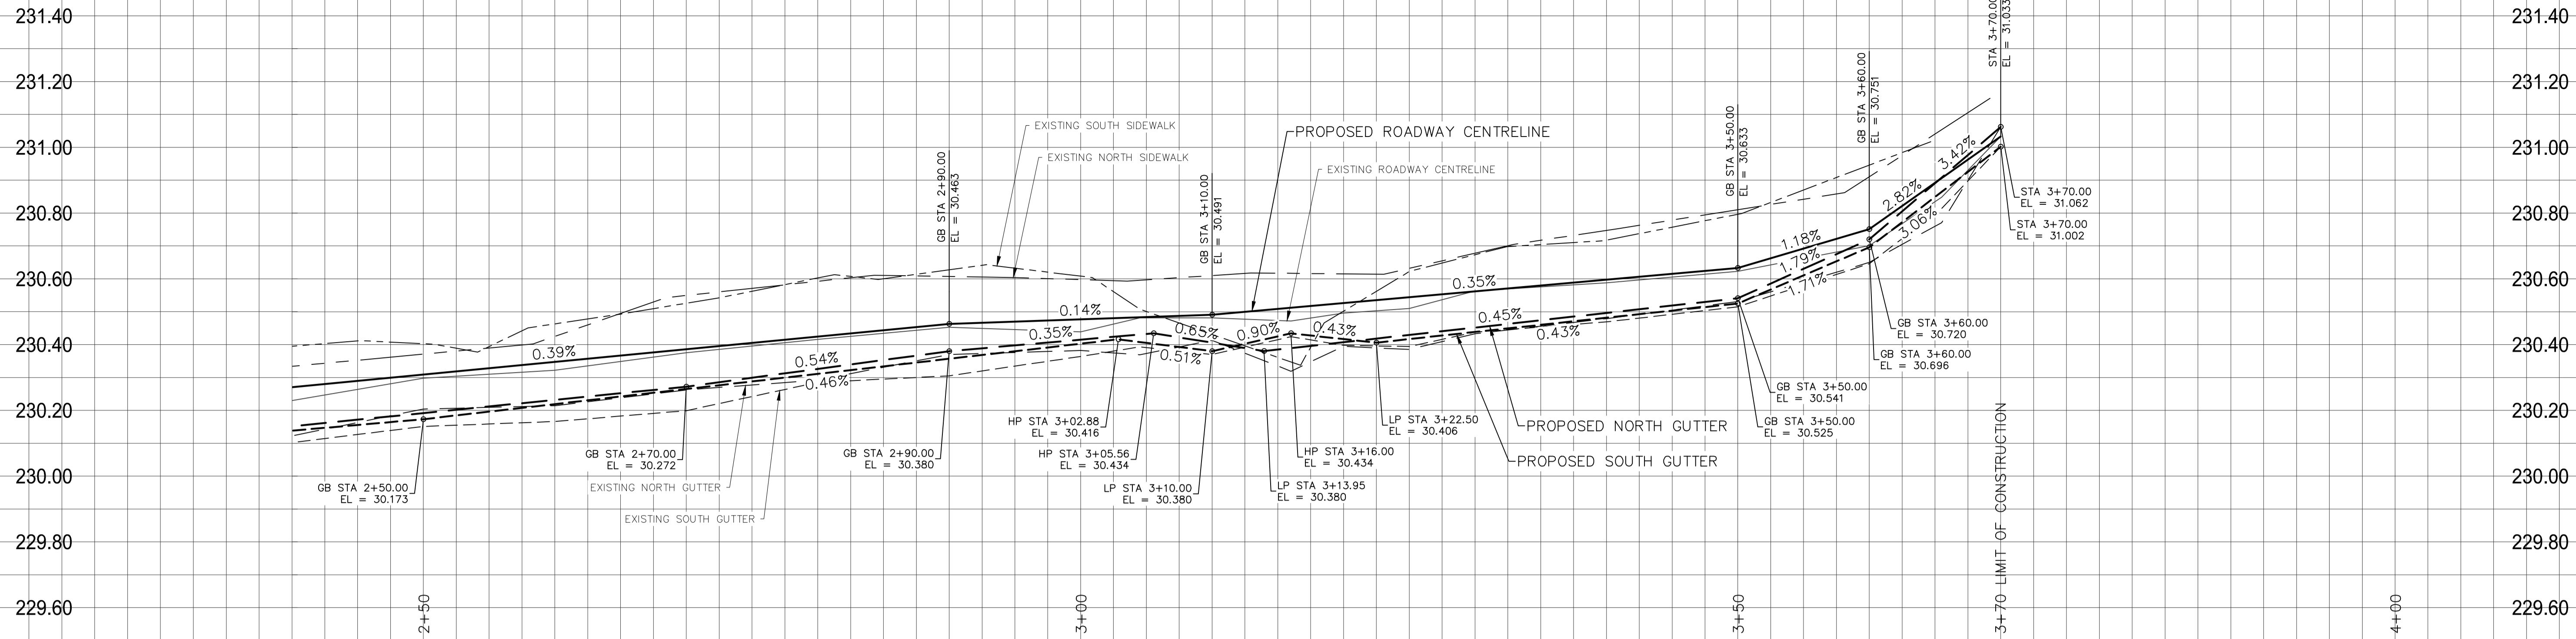 231.40
231.20
231.00
230.80
230.60
230.40
230.20
230.00
229.80
229.60
231.40
231.20
231.00
230.80
230.60
230.40
230.20
230.00
229.80
229.60
GB STA 2+90.00
EL = 30.463
GB STA 3+10.00
EL = 30.491
GB STA 3+50.00
EL = 30.633
GB STA 3+60.00
EL = 30.751
STA 3+70.00
EL = 31.033
EXISTING SOUTH SIDEWALK
EXISTING NORTH SIDEWALK
PROPOSED ROADWAY CENTRELINE
EXISTING ROADWAY CENTRELINE
0.39%
0.14%
0.35%
1.18%
2.82%
3.42%
0.54%
0.46%
0.35%
0.65%
0.51%
0.90%
0.43%
0.45%
0.43%
1.79%
1.71%
3.06%
STA 3+70.00
EL = 31.062
STA 3+70.00
EL = 31.002
GB STA 3+60.00
EL = 30.720
GB STA 3+60.00
EL = 30.696
GB STA 3+50.00
EL = 30.541
GB STA 3+50.00
EL = 30.525
GB STA 2+50.00
EL = 30.173
GB STA 2+70.00
EL = 30.272
EXISTING NORTH GUTTER
EXISTING SOUTH GUTTER
GB STA 2+90.00
EL = 30.380
HP STA 3+02.88
EL = 30.416
HP STA 3+05.56
EL = 30.434
LP STA 3+10.00
EL = 30.380
LP STA 3+13.95
EL = 30.380
HP STA 3+16.00
EL = 30.434
LP STA 3+22.50
EL = 30.406
PROPOSED NORTH GUTTER
PROPOSED SOUTH GUTTER
2+50
3+00
3+50
3+70 LIMIT OF CONSTRUCTION
4+00